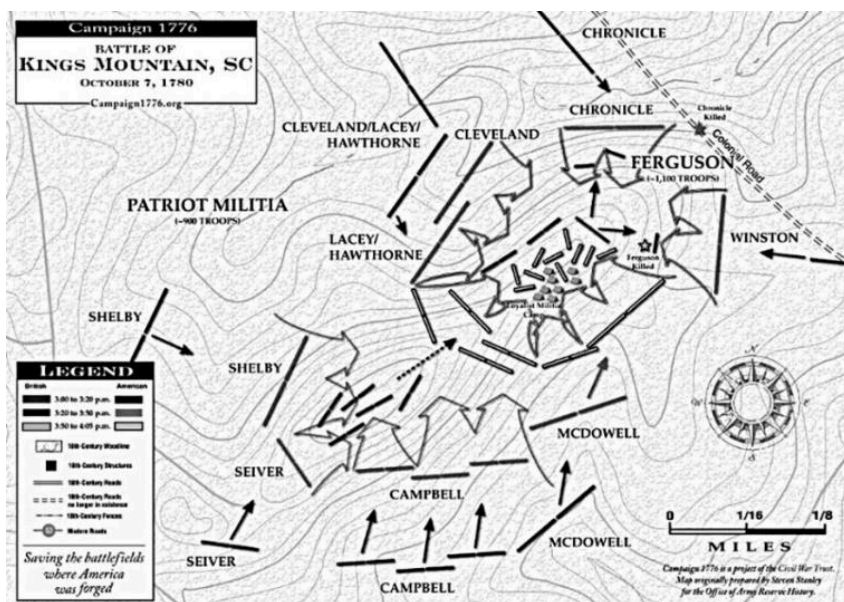 Campaign 1776
BATTLE OF
KINGS MOUNTAIN, SC
OCTOBER 7, 1780
Campaign1776.org
CHRONICLE
CHRONICLE
Chronicle
Killed
Colonial Road
CLEVELAND/LACEY/
HAWTHORNE
CLEVELAND
FERGUSON
(~1,100 TROOPS)
PATRIOT MILITIA
(~900 TROOPS)
LACEY/
HAWTHORNE
WINSTON
Ferguson
Killed
Loyalist Militia
SHELBY
SHELBY
SEIVER
SEIVER
CAMPBELL
CAMPBELL
MCDOWELL
MCDOWELL
LEGEND
British American
3:00 to 3:20 p.m.
3:20 to 3:50 p.m.
3:50 to 4:05 p.m.
18th-Century Woodline
18th-Century Structures
18th-Century Roads
18th-Century Roads
no longer in existence
18th-Century Fences
Modern Roads
Saving the battlefields
where America
was forged
N
E
S
W
0 1/16 1/8
MILES
Campaign 1776 is a project of the Civil War Trust.
Map originally prepared by Steven Stanley
for the Office of Army Reserve History.